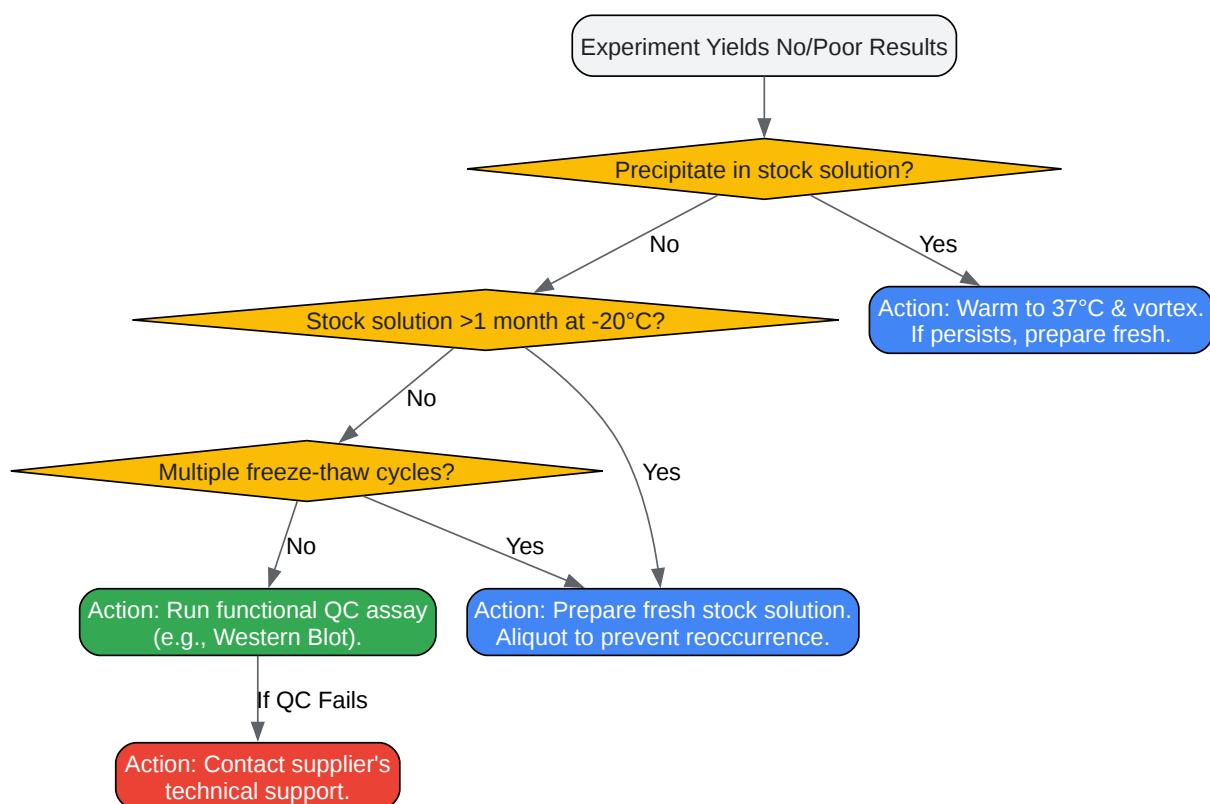 Experiment Yields No/Poor Results
Precipitate in stock solution?
No
Yes
Stock solution >1 month at -20°C?
Action: Warm to 37°C & vortex.
If persists, prepare fresh.
No
Multiple freeze-thaw cycles?
Yes
No
Yes
Action: Run functional QC assay
(e.g., Western Blot).
Action: Prepare fresh stock solution.
Aliquot to prevent reoccurrence.
If QC Fails
Action: Contact supplier's
technical support.